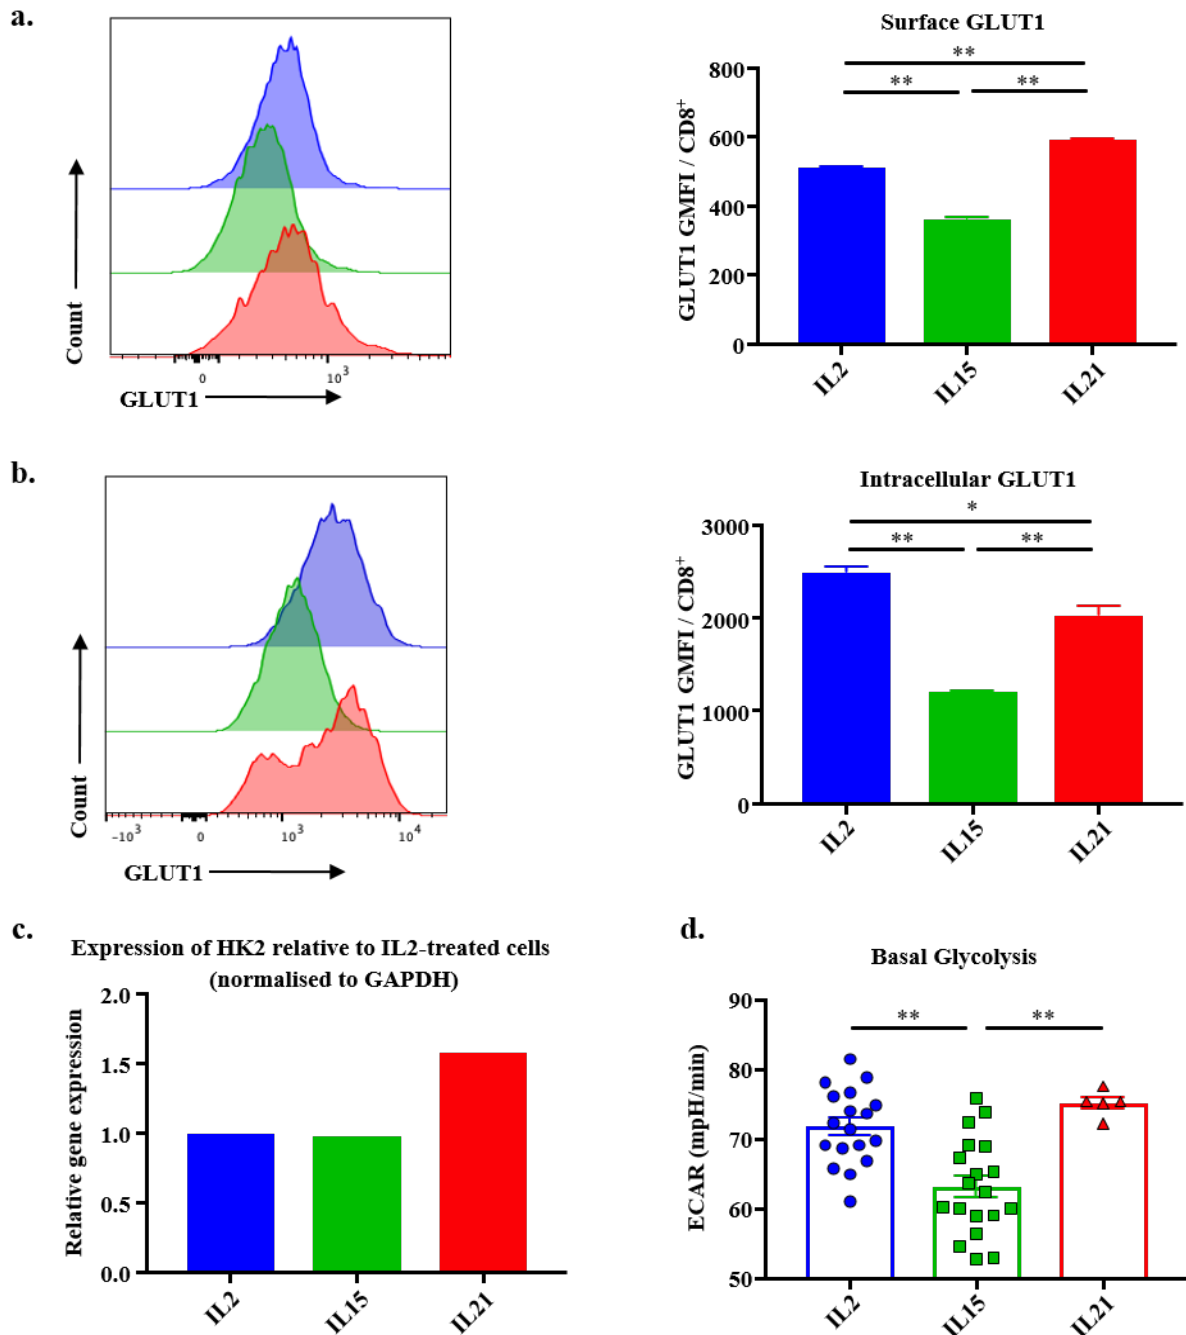 a.
Count
0 10³
GLUT1
Surface GLUT1
**
** **
GLUT1 GMFI / CD8⁺
800
600
400
200
0
IL2 IL15 IL21
b.
Count
-10³ 0 10³ 10⁴
GLUT1
Intracellular GLUT1
*
** **
GLUT1 GMFI / CD8⁺
3000
2000
1000
0
IL2 IL15 IL21
c.
Expression of HK2 relative to IL2-treated cells
(normalised to GAPDH)
Relative gene expression
2.0
1.5
1.0
0.5
0.0
IL2 IL15 IL21
d.
Basal Glycolysis
** **
ECAR (mpH/min)
90
80
70
60
50
IL2 IL15 IL21